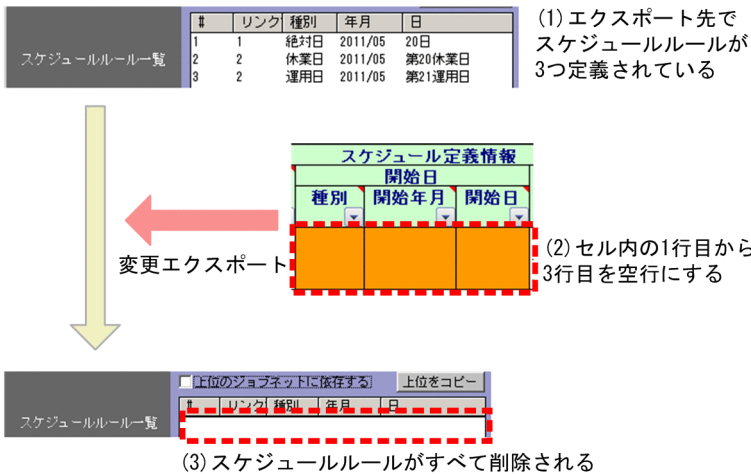 # リンク 種別 年月 日
スケジュールルール一覧
1 1 絶対日 2011/05 20日
2 2 休業日 2011/05 第20休業日
3 2 運用日 2011/05 第21運用日
(1)エクスポート先で
スケジュールルールが
3つ定義されている
スケジュール定義情報
開始日
種別 開始年月 開始日
変更エクスポート
(2)セル内の1行目から
3行目を空行にする
上位のジョブネットに依存する 上位をコピー
# リンク 種別 年月 日
スケジュールルール一覧
(3)スケジュールルールがすべて削除される